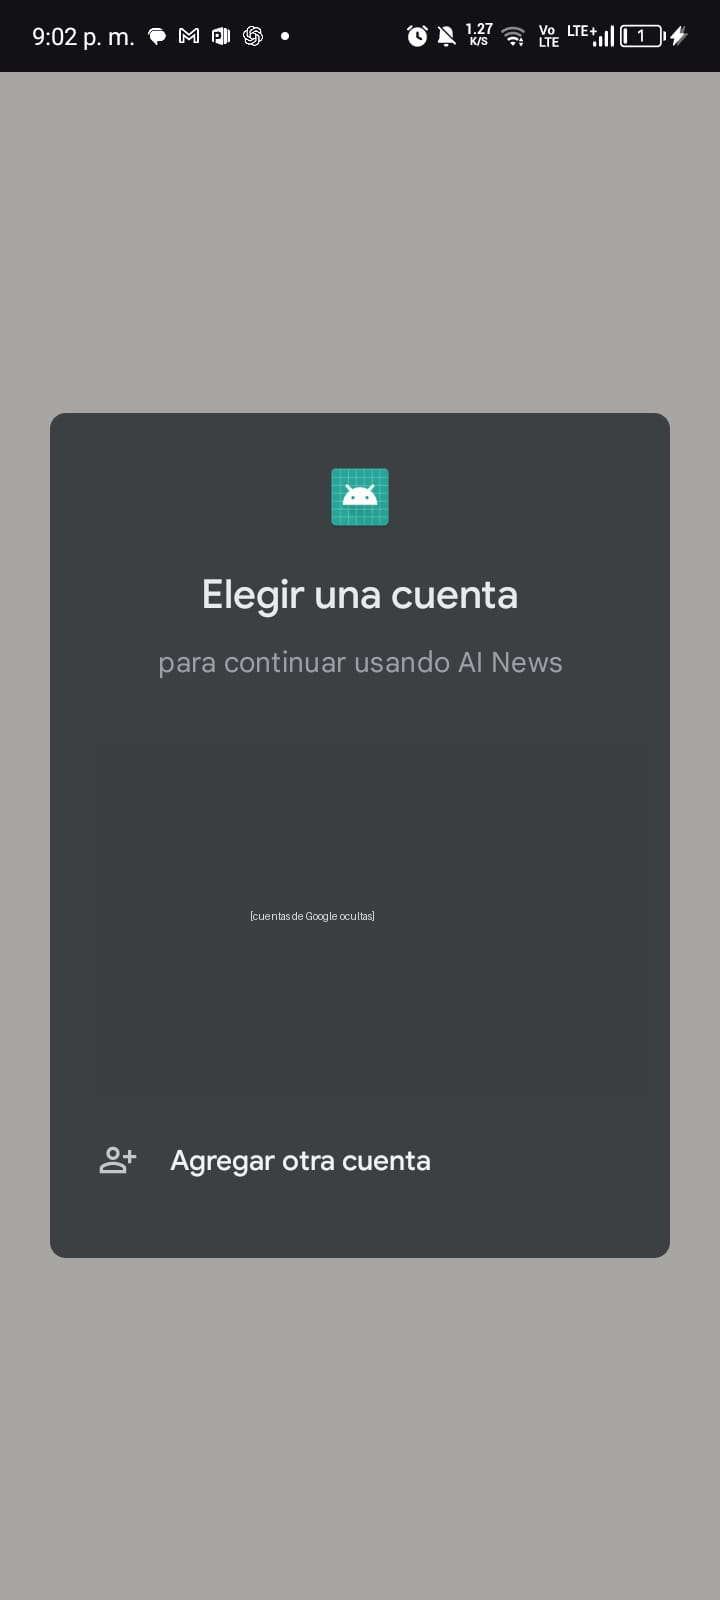 9:02 p. m.
1.27 K/S
Vo LTE
LTE+
1
Elegir una cuenta
para continuar usando AI News
[cuentas de Google ocultas]
Agregar otra cuenta